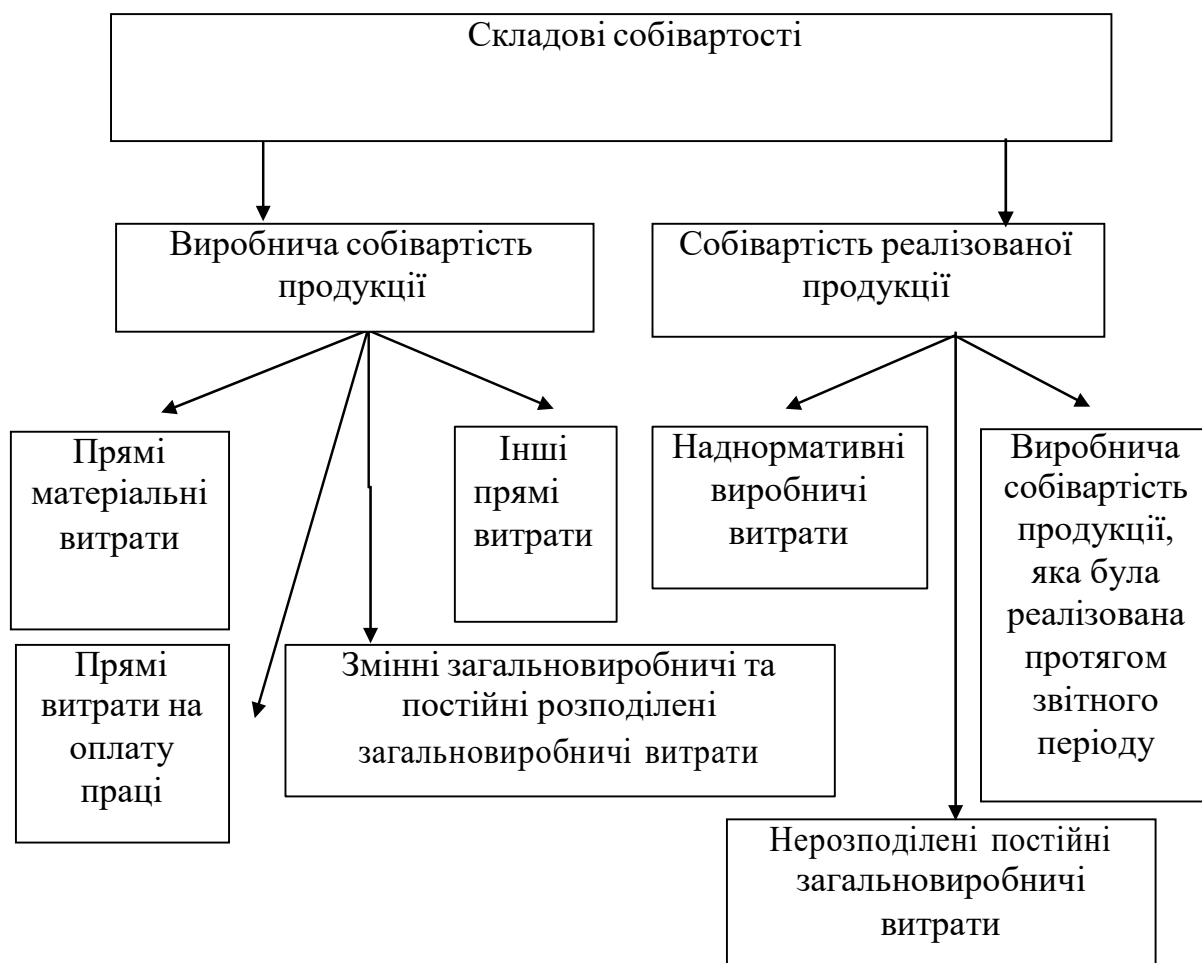 Складові собівартості
Виробнича собівартість
продукції
Собівартість реалізованої
продукції
Прямі
матеріальні
витрати
Інші
прямі
витрати
Наднормативні
виробничі
витрати
Виробнича
собівартість
продукції,
яка була
реалізована
протягом
звітного
періоду
Прямі
витрати на
оплату
праці
Змінні загальновиробничі та
постійні розподілені
загальновиробничі витрати
Нерозподілені постійні
загальновиробничі
витрати